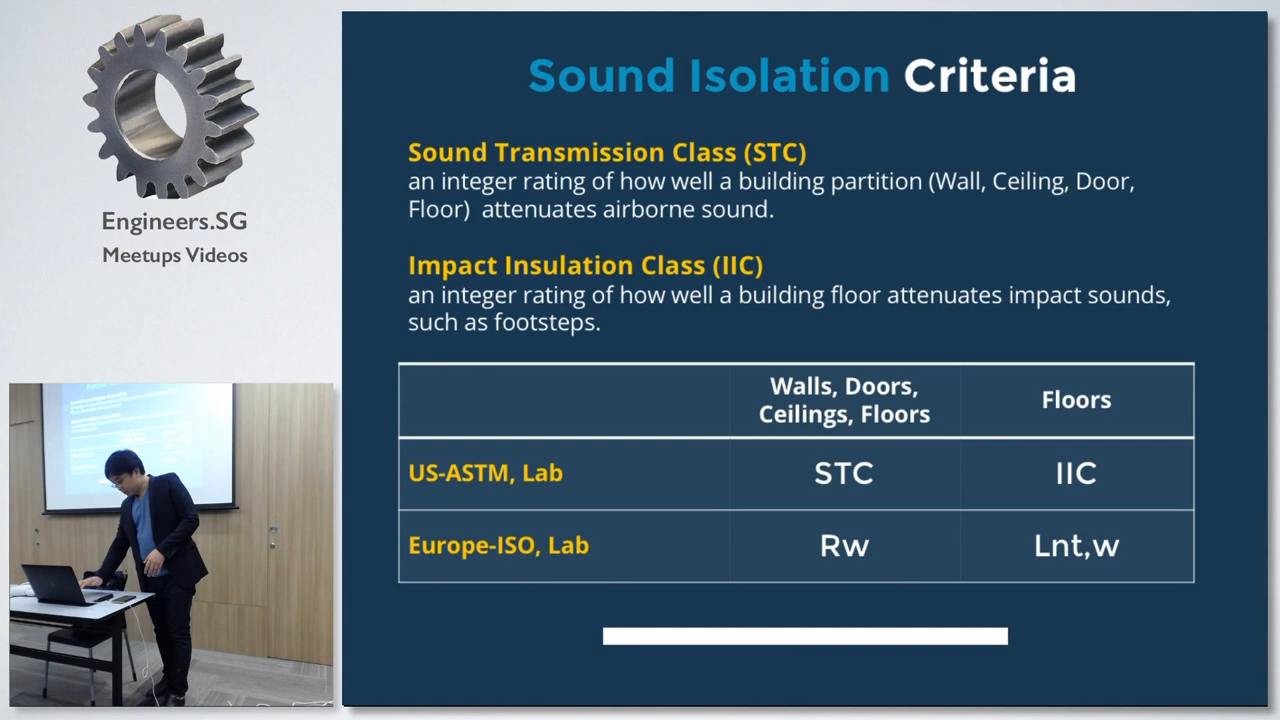 Engineers.SG
Meetups Videos
Sound Isolation Criteria
Sound Transmission Class (STC)
an integer rating of how well a building partition (Wall, Ceiling, Door,
Floor) attenuates airborne sound.
Impact Insulation Class (IIC)
an integer rating of how well a building floor attenuates impact sounds,
such as footsteps.
Walls, Doors,
Ceilings, Floors
Floors
US-ASTM, Lab
STC
IIC
Europe-ISO, Lab
Rw
Lnt,w